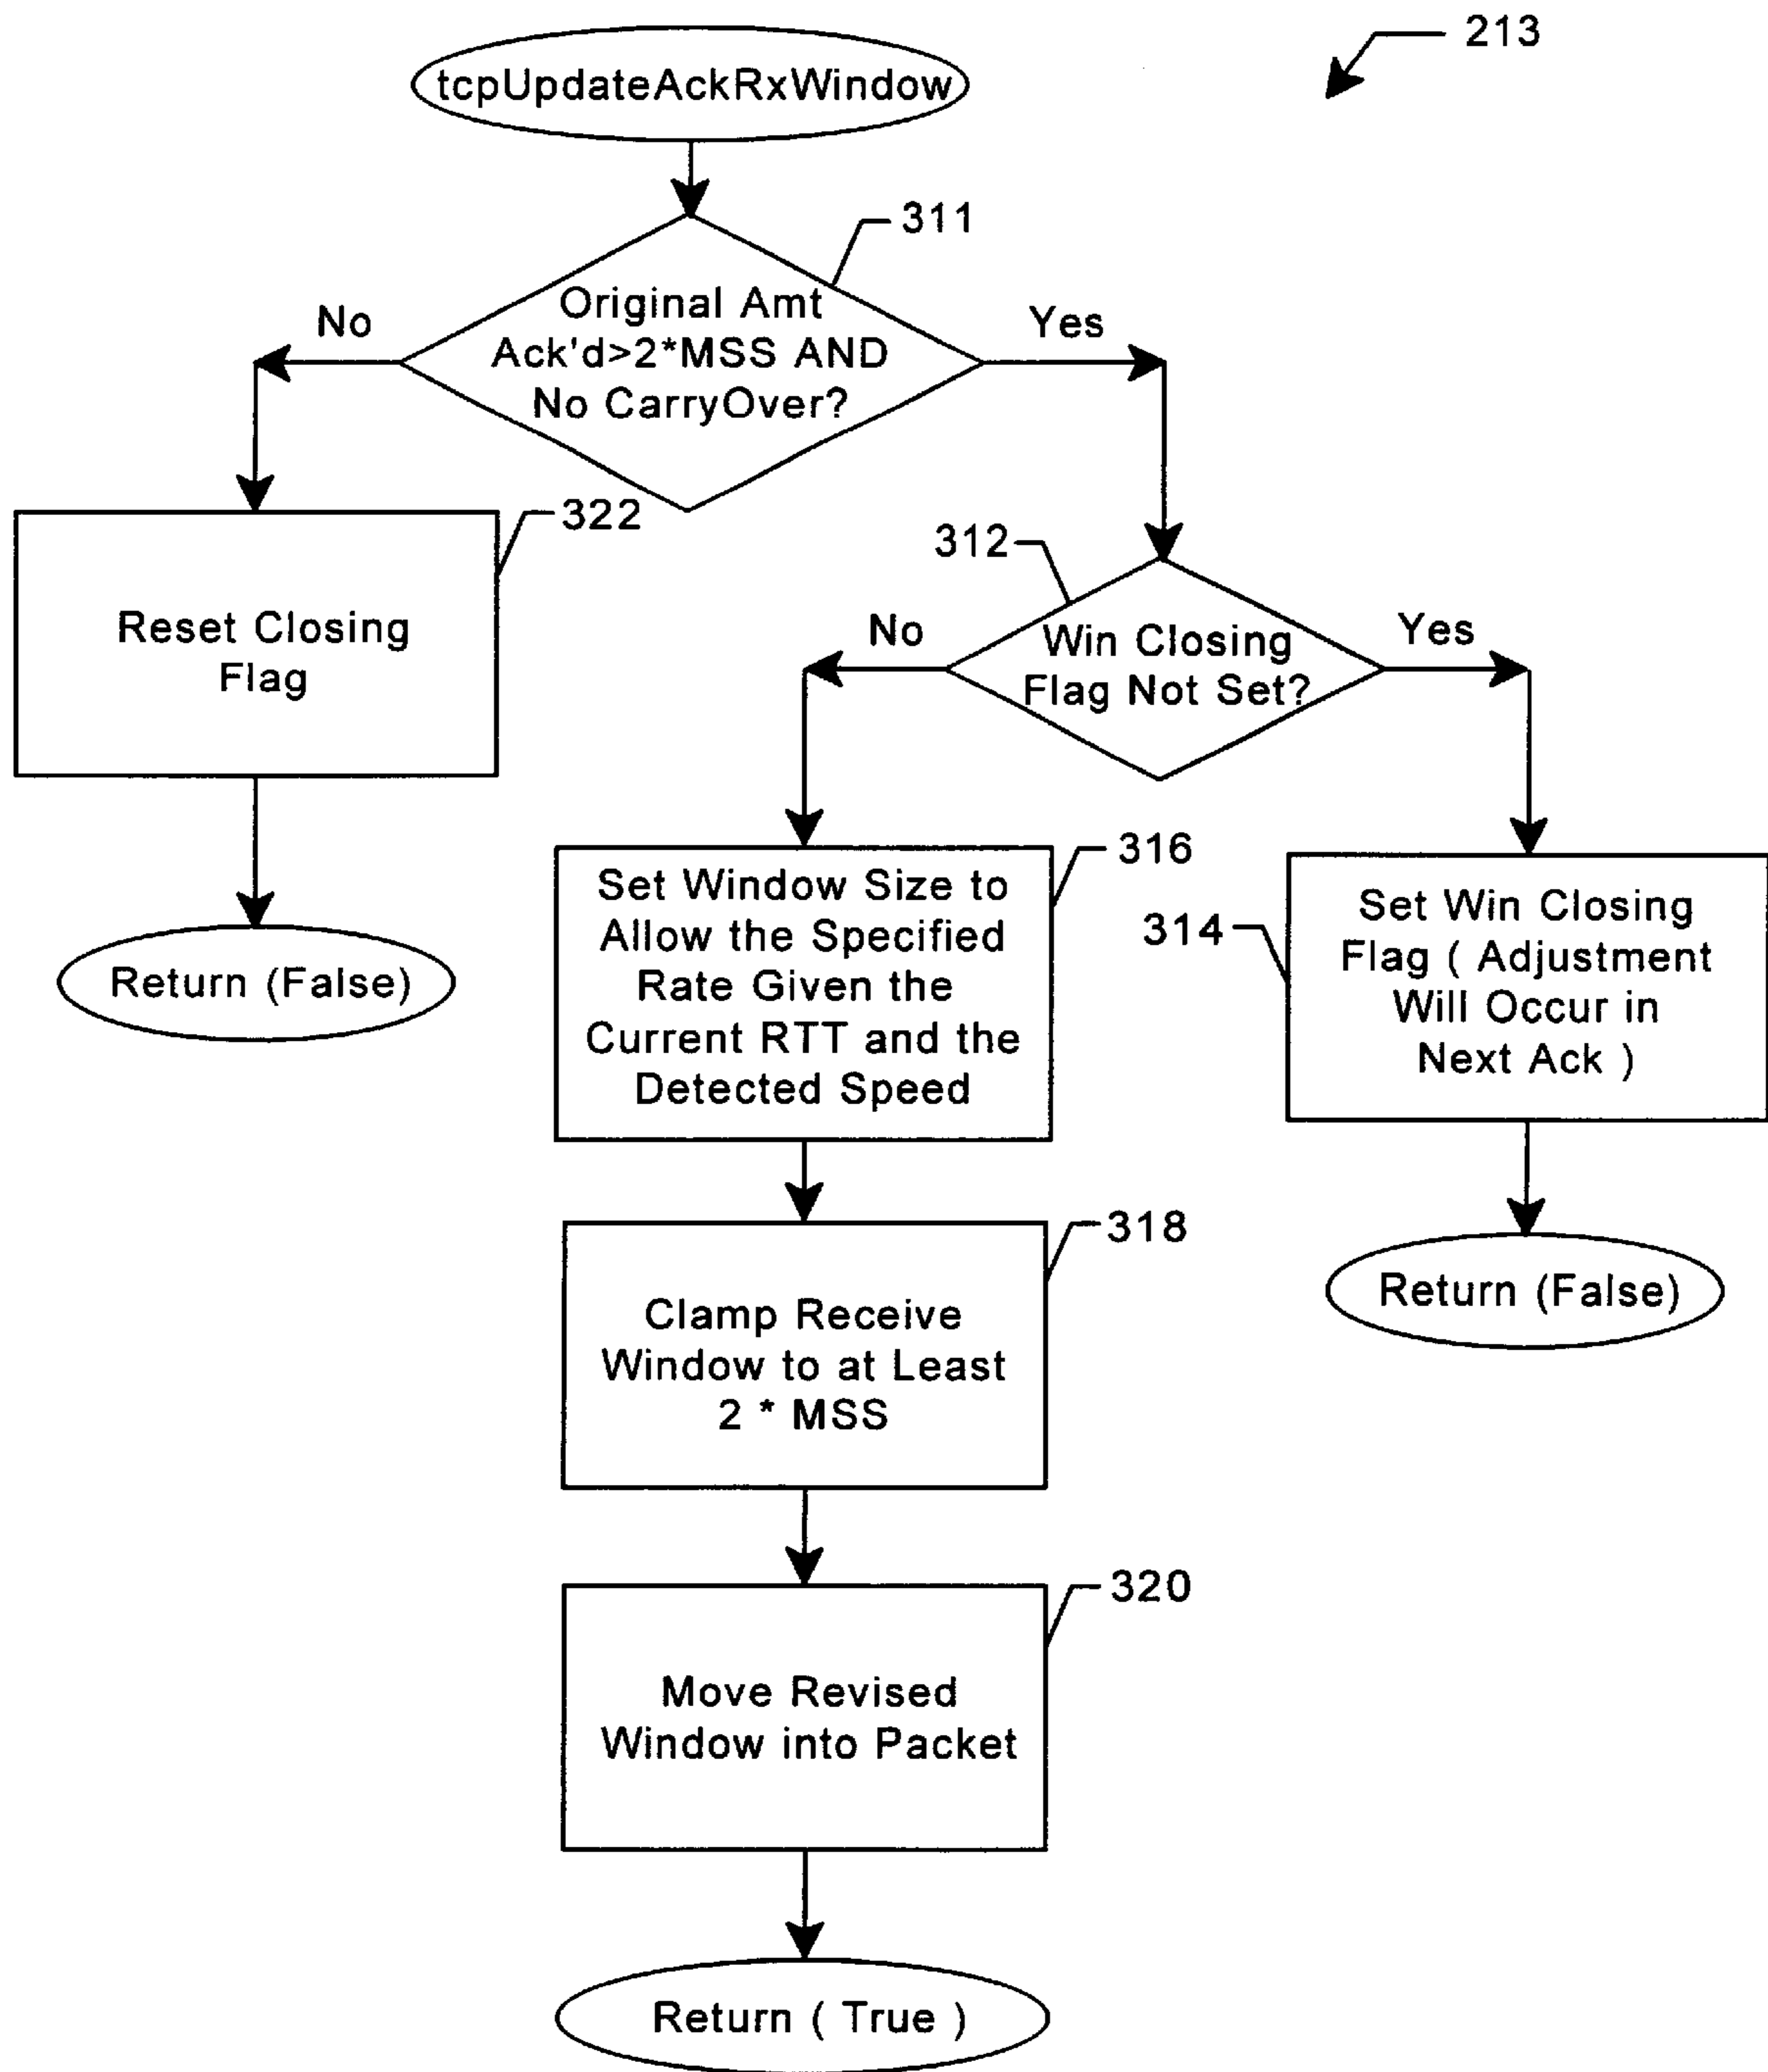 213
tcpUpdateAckRxWindow
311
Original Amt
Ack'd>2*MSS AND
No CarryOver?
No
Yes
322
Reset Closing
Flag
Return (False)
312
Win Closing
Flag Not Set?
No
Yes
316
Set Window Size to
Allow the Specified
Rate Given the
Current RTT and the
Detected Speed
314
Set Win Closing
Flag ( Adjustment
Will Occur in
Next Ack )
Return (False)
318
Clamp Receive
Window to at Least
2 * MSS
320
Move Revised
Window into Packet
Return ( True )